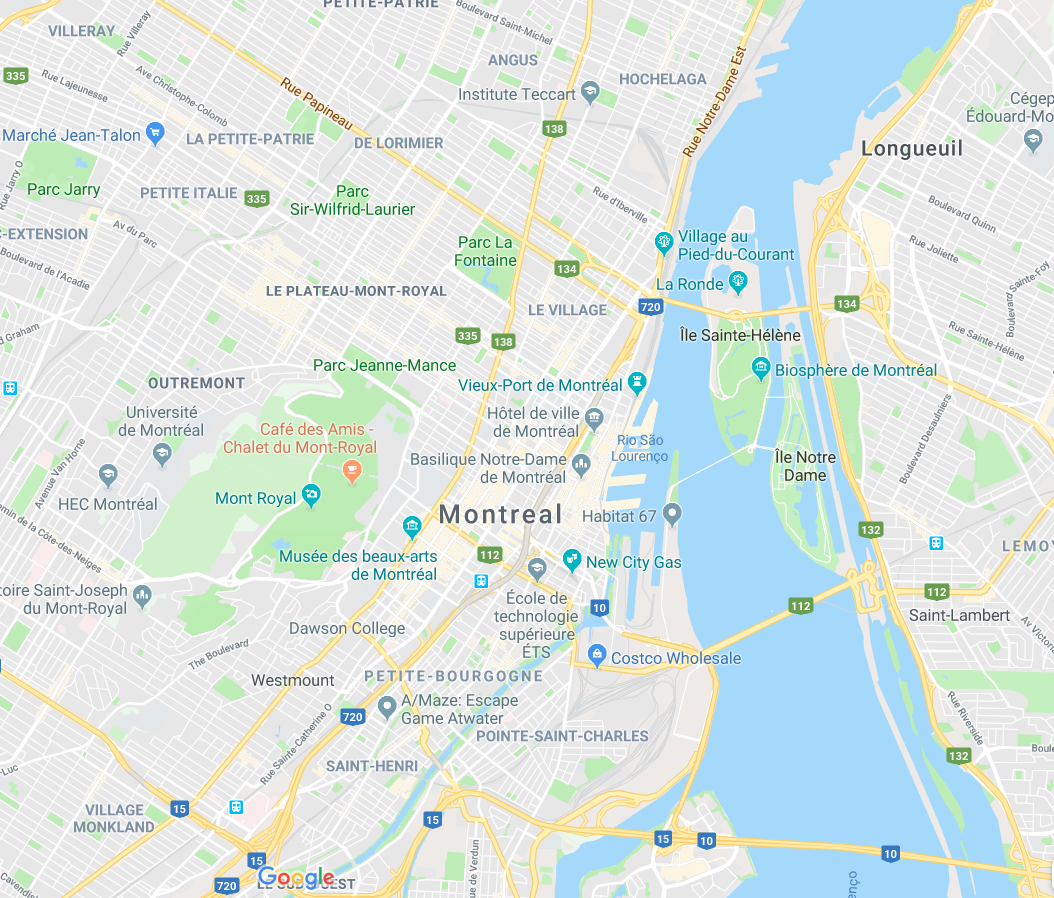 PETITE-PATRIE
VILLERAY
Rue Villeray
Boulevard Saint-Michel
ANGUS
HOCHELAGA
335
Rue Lajeunesse
Ave Christophe-Colomb
Rue Papineau
Institute Teccart
Rue Notre-Dame Est
Cégep
Édouard-Mo
Marché Jean-Talon
LA PETITE-PATRIE
DE LORIMIER
138
Longueuil
Rue Jarry O
Parc Jarry
PETITE ITALIE
335
Parc
Sir-Wilfrid-Laurier
Rue d'Iberville
Boulevard Quinn
C-EXTENSION
Av du Parc
Boulevard de l'Acadie
Parc La
Fontaine
Village au
Pied-du-Courant
Rue Joliette
134
La Ronde
Boulevard Sainte-Foy
LE PLATEAU-MONT-ROYAL
LE VILLAGE
720
134
d Graham
335
138
Île Sainte-Hélène
Rue Sainte-Hélène
Parc Jeanne-Mance
Biosphère de Montréal
OUTREMONT
Vieux-Port de Montréal
Université
de Montréal
Hôtel de ville
de Montréal
Café des Amis -
Chalet du Mont-Royal
Rio São
Lourenço
Boulevard Desaulniers
Avenue Van Horne
Basilique Notre-Dame
de Montréal
Île Notre
Dame
HEC Montréal
Mont Royal
Montreal
Habitat 67
Chemin de la Côte-des-Neiges
132
LEMOY
Musée des beaux-arts
de Montréal
112
New City Gas
toire Saint-Joseph
du Mont-Royal
École de
technologie
supérieure
ÉTS
10
112
112
Saint-Lambert
Dawson College
Av Victoria
The Boulevard
Costco Wholesale
Westmount
PETITE-BOURGOGNE
A/Maze: Escape
Game Atwater
720
Rue Sainte-Catherine O
Rue Riverside
POINTE-SAINT-CHARLES
Boule
132
SAINT-HENRI
-Luc
VILLAGE
MONKLAND
15
15
15
10
10
15
Rue de Verdun
720
Google
LE SUD-OUEST
Cavendish
enço